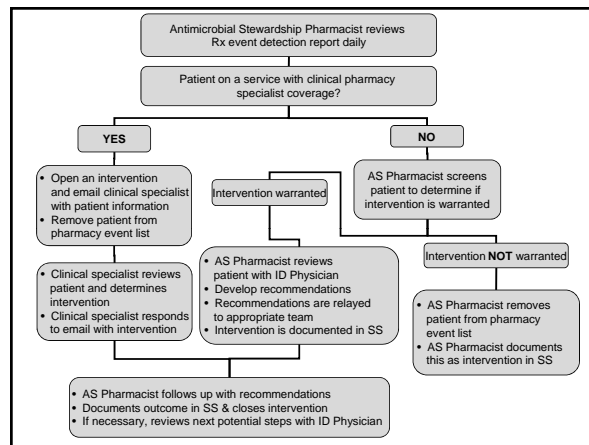 Antimicrobial Stewardship Pharmacist reviews
Rx event detection report daily
Patient on a service with clinical pharmacy
specialist coverage?
YES
NO
• Open an intervention
and email clinical specialist
with patient information
• Remove patient from
pharmacy event list
Intervention warranted
AS Pharmacist screens
patient to determine if
intervention is warranted
• Clinical specialist reviews
patient and determines
intervention
• Clinical specialist responds
to email with intervention
• AS Pharmacist reviews
patient with ID Physician
• Develop recommendations
• Recommendations are relayed
to appropriate team
• Intervention is documented in SS
Intervention NOT warranted
• AS Pharmacist removes
patient from pharmacy
event list
• AS Pharmacist documents
this as intervention in SS
• AS Pharmacist follows up with recommendations
• Documents outcome in SS & closes intervention
• If necessary, reviews next potential steps with ID Physician